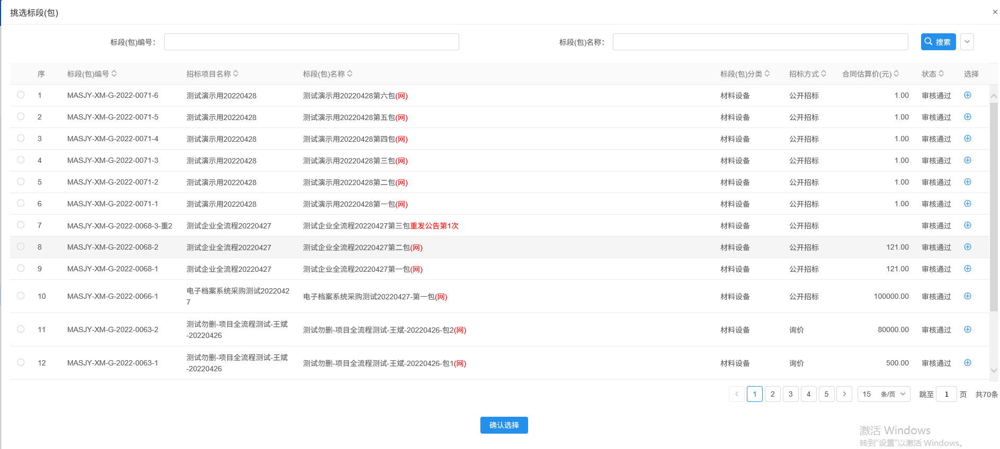 挑选标段(包)
标段(包)编号： 标段(包)名称： 搜索
序 标段(包)编号 招标项目名称 标段(包)名称 标段(包)分类 招标方式 合同估算价(元) 状态 选择
1 MASJY-XM-G-2022-0071-6 测试演示用20220428 测试演示用20220428第六包(网) 材料设备 公开招标 1.00 审核通过
2 MASJY-XM-G-2022-0071-5 测试演示用20220428 测试演示用20220428第五包(网) 材料设备 公开招标 1.00 审核通过
3 MASJY-XM-G-2022-0071-4 测试演示用20220428 测试演示用20220428第四包(网) 材料设备 公开招标 1.00 审核通过
4 MASJY-XM-G-2022-0071-3 测试演示用20220428 测试演示用20220428第三包(网) 材料设备 公开招标 1.00 审核通过
5 MASJY-XM-G-2022-0071-2 测试演示用20220428 测试演示用20220428第二包(网) 材料设备 公开招标 1.00 审核通过
6 MASJY-XM-G-2022-0071-1 测试演示用20220428 测试演示用20220428第一包(网) 材料设备 公开招标 1.00 审核通过
7 MASJY-XM-G-2022-0068-3-重2 测试企业全流程20220427 测试企业全流程20220427第三包重发公告第1次 材料设备 公开招标 审核通过
8 MASJY-XM-G-2022-0068-2 测试企业全流程20220427 测试企业全流程20220427第二包(网) 材料设备 公开招标 121.00 审核通过
9 MASJY-XM-G-2022-0068-1 测试企业全流程20220427 测试企业全流程20220427第一包(网) 材料设备 公开招标 121.00 审核通过
10 MASJY-XM-G-2022-0066-1 电子档案系统采购测试2022042
7 电子档案系统采购测试20220427-第一包(网) 材料设备 公开招标 100000.00 审核通过
11 MASJY-XM-G-2022-0063-2 测试勿删-项目全流程测试-王斌
-20220426 测试勿删-项目全流程测试-王斌-20220426-包2(网) 材料设备 询价 80000.00 审核通过
12 MASJY-XM-G-2022-0063-1 测试勿删-项目全流程测试-王斌
-20220426 测试勿删-项目全流程测试-王斌-20220426-包1(网) 材料设备 询价 500.00 审核通过
1 2 3 4 5 15 条/页 跳至 1 页 共70条
确认选择
激活 Windows
转到"设置"以激活 Windows。